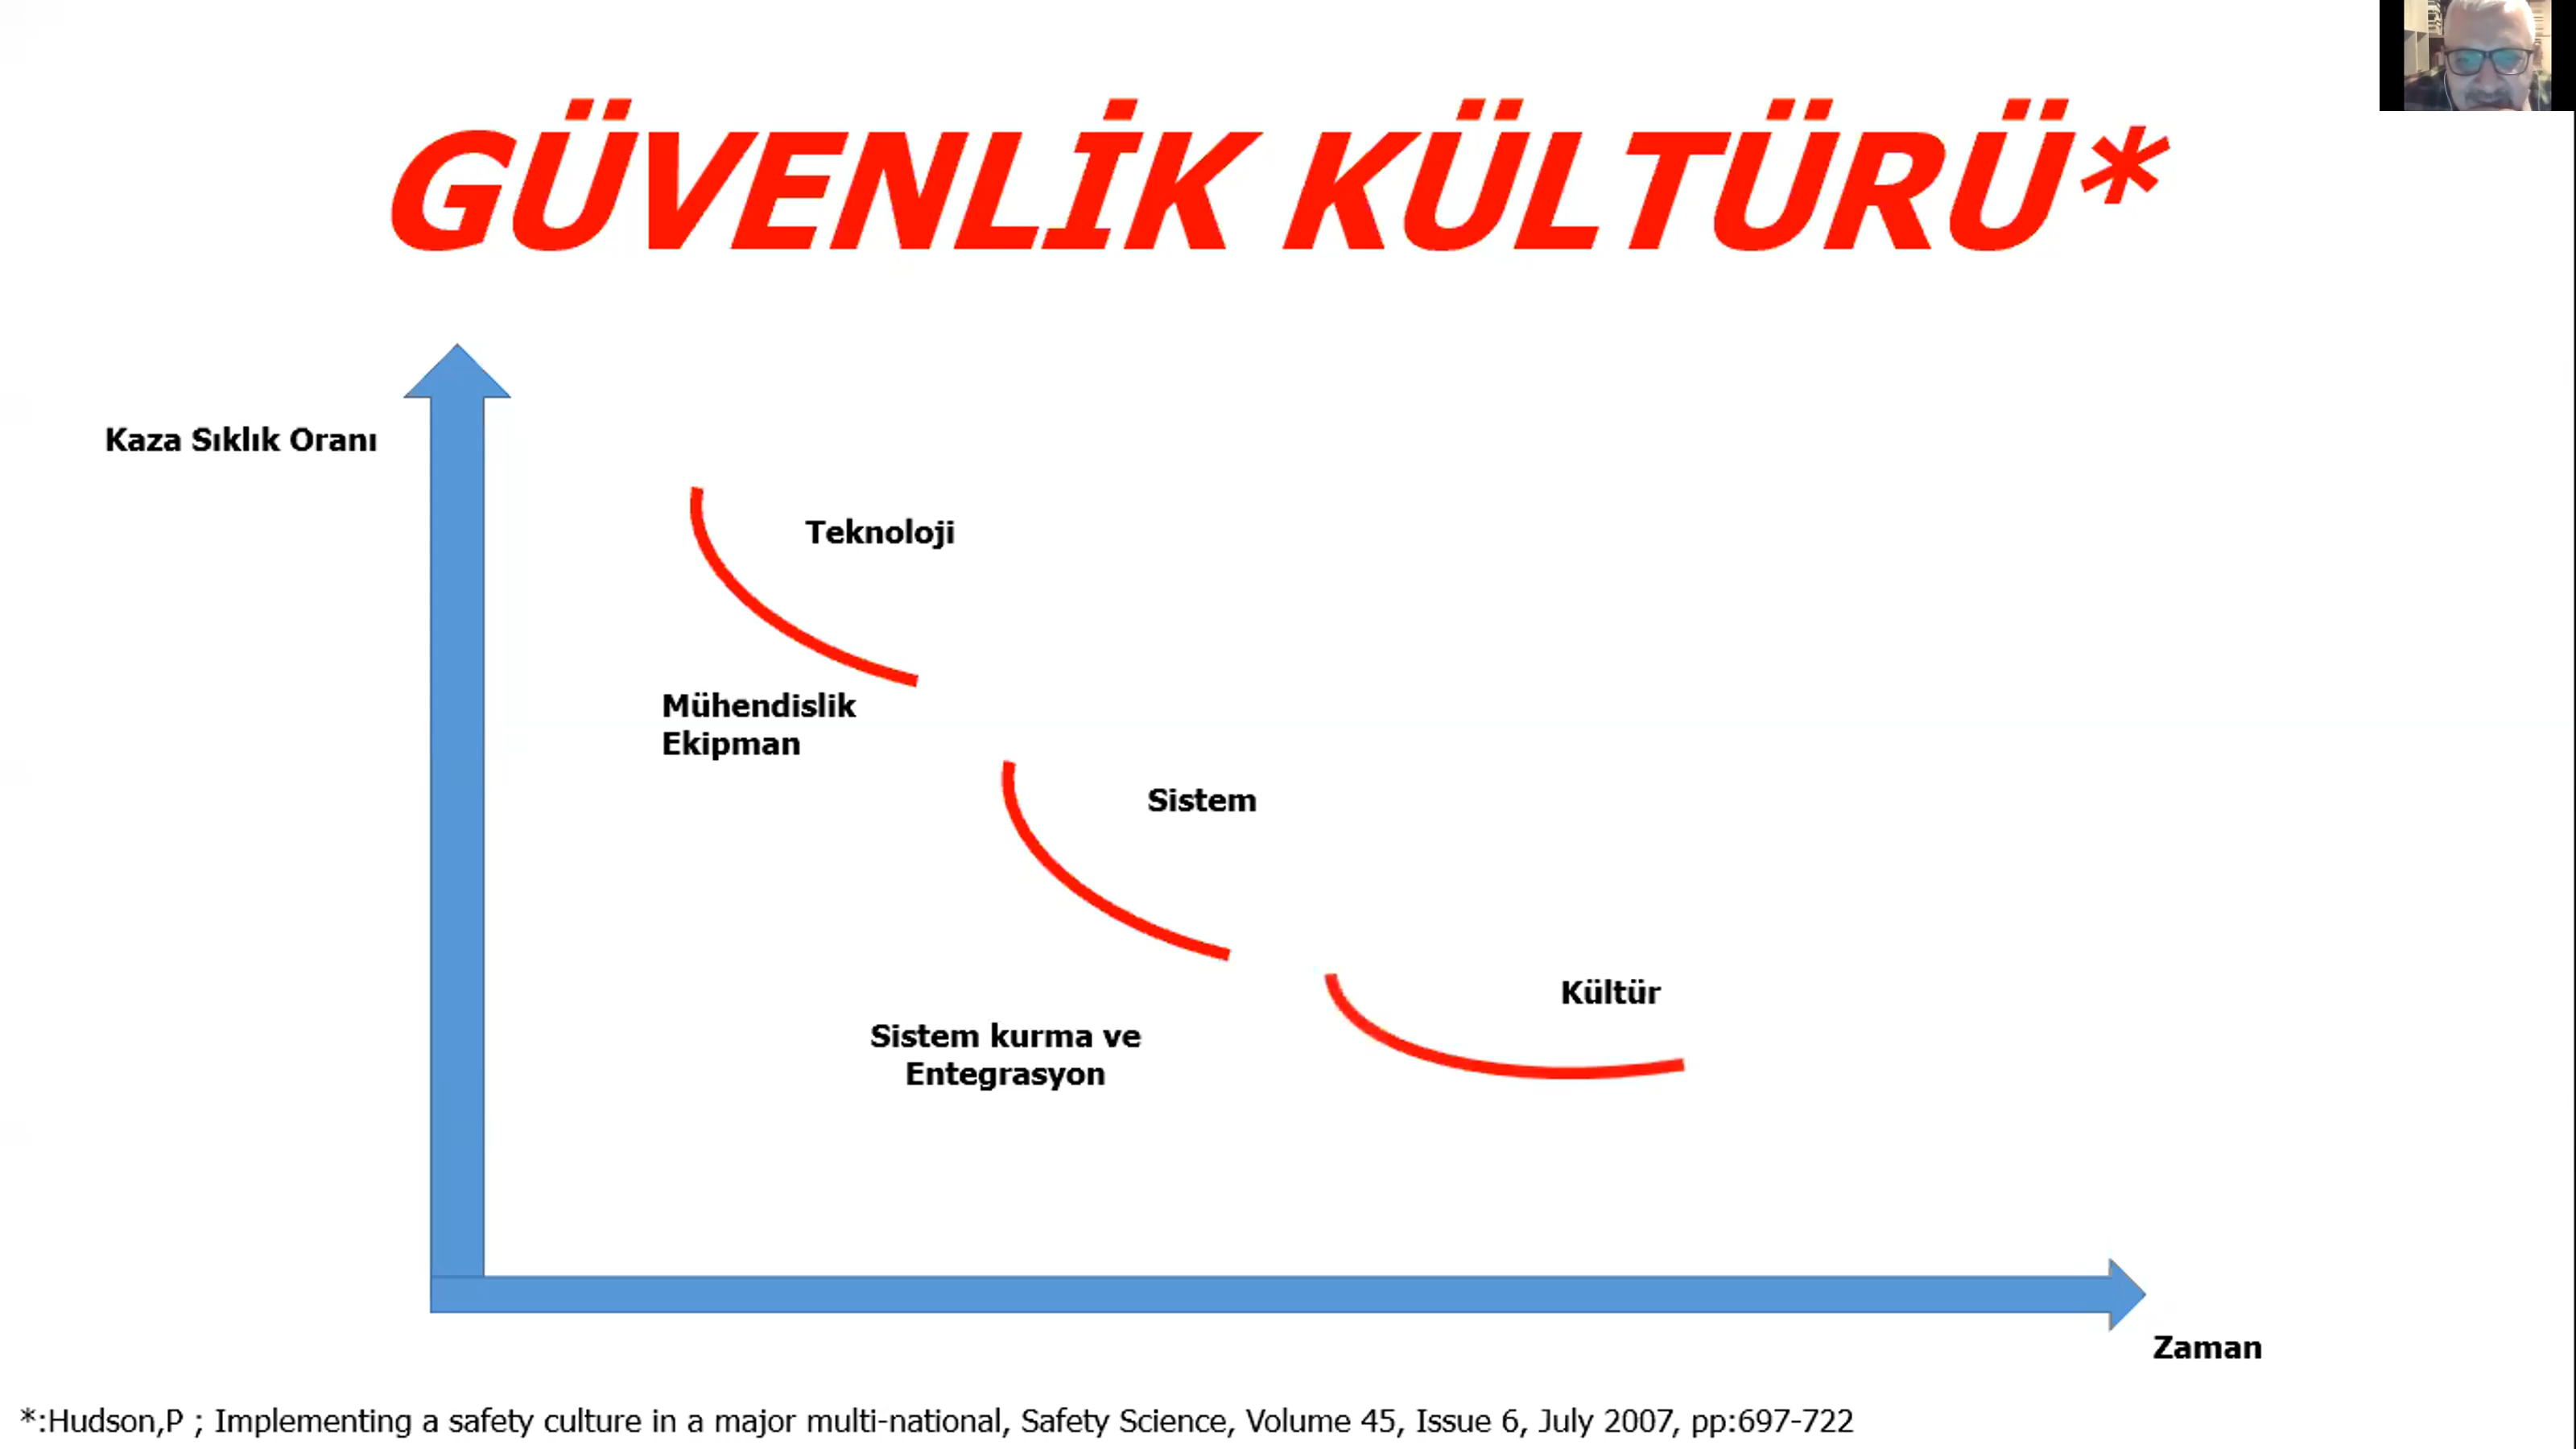 GÜVENLİK KÜLTÜRÜ*
Kaza Sıklık Oranı
Teknoloji
Mühendislik
Ekipman
Sistem
Kültür
Sistem kurma ve
Entegrasyon
Zaman
*:Hudson,P ; Implementing a safety culture in a major multi-national, Safety Science, Volume 45, Issue 6, July 2007, pp:697-722